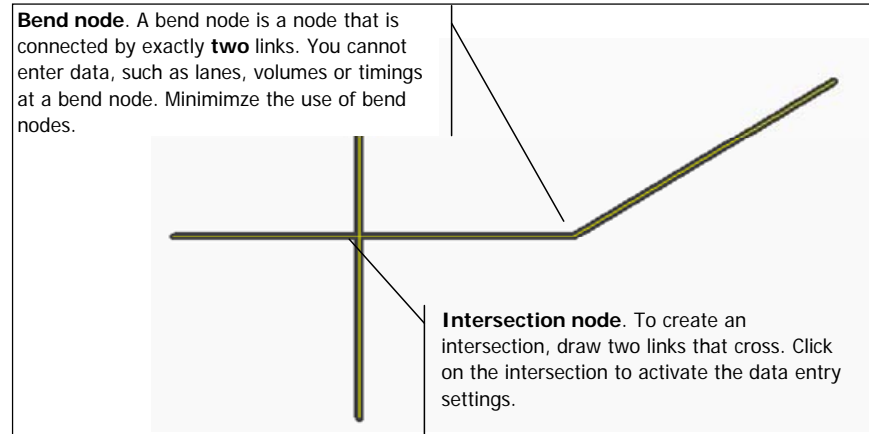 Bend node. A bend node is a node that is
connected by exactly two links. You cannot
enter data, such as lanes, volumes or timings
at a bend node. Minimimze the use of bend
nodes.
Intersection node. To create an
intersection, draw two links that cross. Click
on the intersection to activate the data entry
settings.